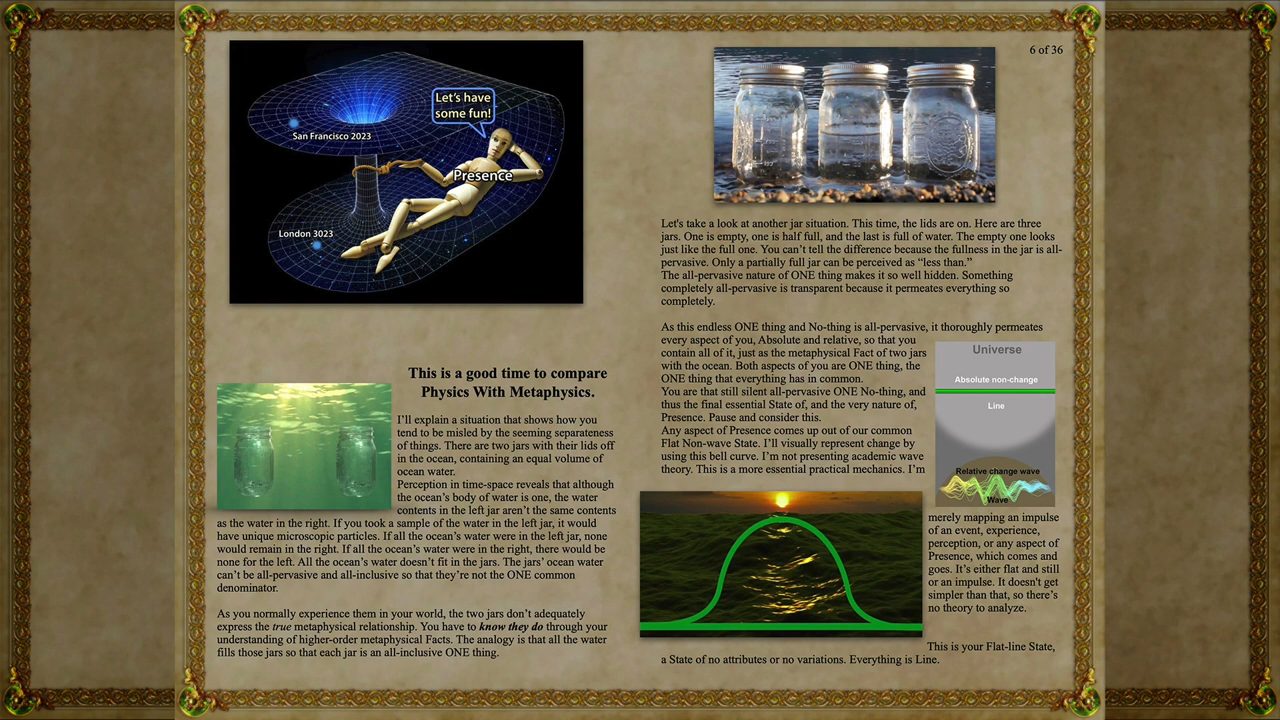 Let's have
some fun!
San Francisco 2023
Presence
London 3023
This is a good time to compare
Physics With Metaphysics.
I'll explain a situation that shows how you
tend to be misled by the seeming separateness
of things. There are two jars with their lids off
in the ocean, containing an equal volume of
ocean water.
Perception in time-space reveals that although
the ocean's body of water is one, the water
contents in the left jar aren't the same contents
as the water in the right. If you took a sample of the water in the left jar, it would
have unique microscopic particles. If all the ocean's water were in the left jar, none
would remain in the right. If all the ocean's water were in the right, there would be
none for the left. All the ocean's water doesn't fit in the jars. The jars' ocean water
can't be all-pervasive and all-inclusive so that they're not the ONE common
denominator.
As you normally experience them in your world, the two jars don't adequately
express the true metaphysical relationship. You have to know they do through your
understanding of higher-order metaphysical Facts. The analogy is that all the water
fills those jars so that each jar is an all-inclusive ONE thing.
6 of 36
Let's take a look at another jar situation. This time, the lids are on. Here are three
jars. One is empty, one is half full, and the last is full of water. The empty one looks
just like the full one. You can't tell the difference because the fullness in the jar is all-
pervasive. Only a partially full jar can be perceived as “less than.”
The all-pervasive nature of ONE thing makes it so well hidden. Something
completely all-pervasive is transparent because it permeates everything so
completely.
As this endless ONE thing and No-thing is all-pervasive, it thoroughly permeates
every aspect of you, Absolute and relative, so that you
contain all of it, just as the metaphysical Fact of two jars
with the ocean. Both aspects of you are ONE thing, the
ONE thing that everything has in common.
You are that still silent all-pervasive ONE No-thing, and
thus the final essential State of, and the very nature of,
Presence. Pause and consider this.
Any aspect of Presence comes up out of our common
Flat Non-wave State. I'll visually represent change by
using this bell curve. I'm not presenting academic wave
theory. This is a more essential practical mechanics. I'm
Universe
Absolute non-change
Line
Relative change wave
Wave
merely mapping an impulse
of an event, experience,
perception, or any aspect of
Presence, which comes and
goes. It's either flat and still
or an impulse. It doesn't get
simpler than that, so there's
no theory to analyze.
This is your Flat-line State,
a State of no attributes or no variations. Everything is Line.